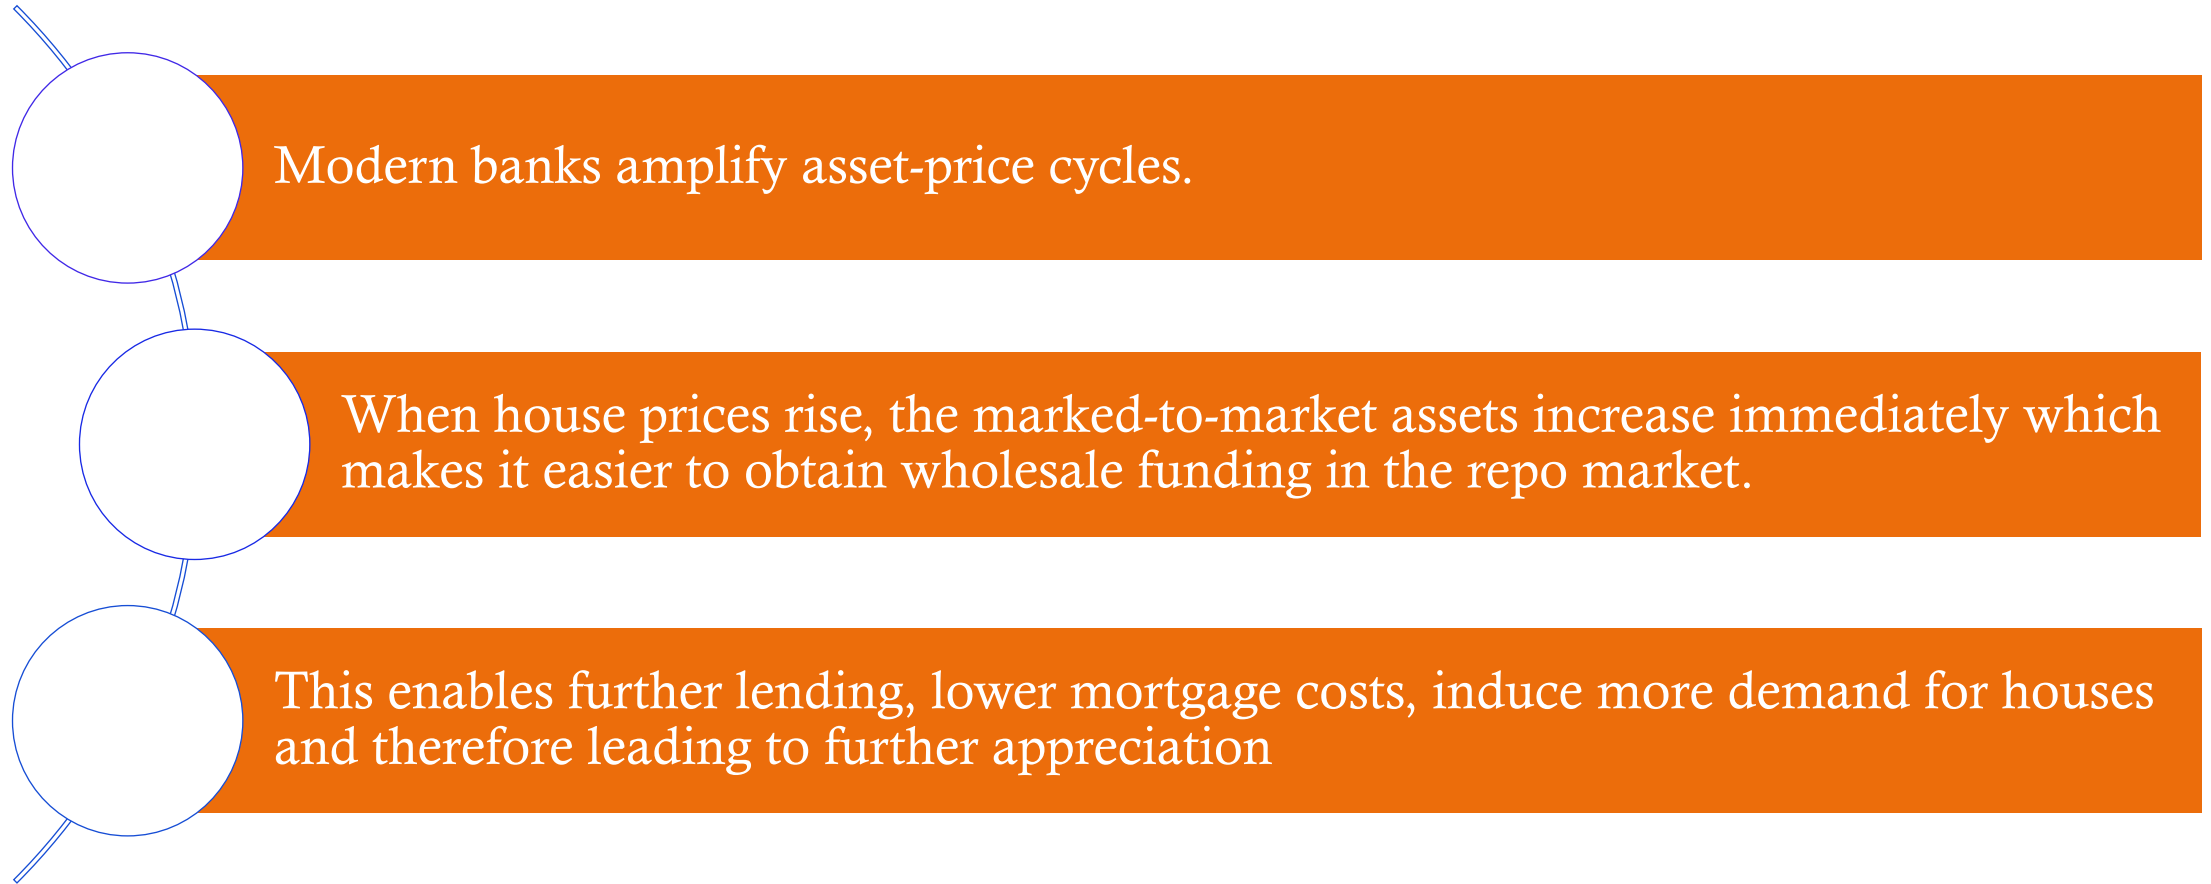 Modern banks amplify asset-price cycles.
When house prices rise, the marked-to-market assets increase immediately which
makes it easier to obtain wholesale funding in the repo market.
This enables further lending, lower mortgage costs, induce more demand for houses
and therefore leading to further appreciation